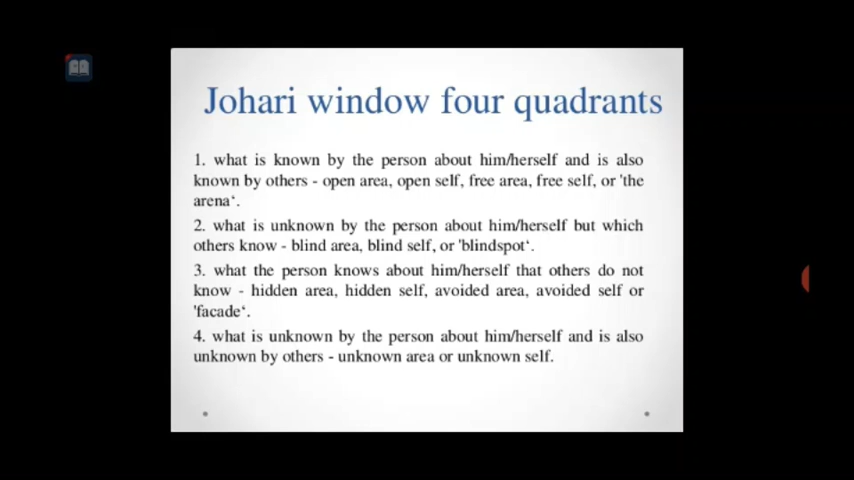 Johari window four quadrants
1. what is known by the person about him/herself and is also
known by others - open area, open self, free area, free self, or 'the
arena‘.
2. what is unknown by the person about him/herself but which
others know - blind area, blind self, or 'blindspot‘.
3. what the person knows about him/herself that others do not
know - hidden area, hidden self, avoided area, avoided self or
'facade‘.
4. what is unknown by the person about him/herself and is also
unknown by others - unknown area or unknown self.